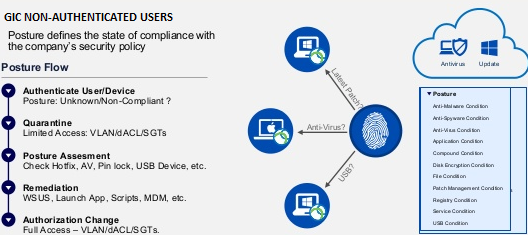 GIC NON-AUTHENTICATED USERS
Posture defines the state of compliance with
the company's security policy
Posture Flow
Authenticate User/Device
Posture: Unknown/Non-Compliant ?
Quarantine
Limited Access: VLAN/dACL/SGTs
Posture Assesment
Check Hotfix, AV, Pin lock, USB Device, etc.
Remediation
WSUS, Launch App, Scripts, MDM, etc.
Authorization Change
Full Access – VLAN/dACL/SGTs.
Latest Patch?
Anti-Virus?
USB?
Antivirus
Update
Posture
Anti-Malware Condition
Anti-Spyware Condition
Anti-Virus Condition
Application Condition
Compound Condition
Disk Encryption Condition
File Condition
Patch Management Condition
Registry Condition
Service Condition
USB Condition